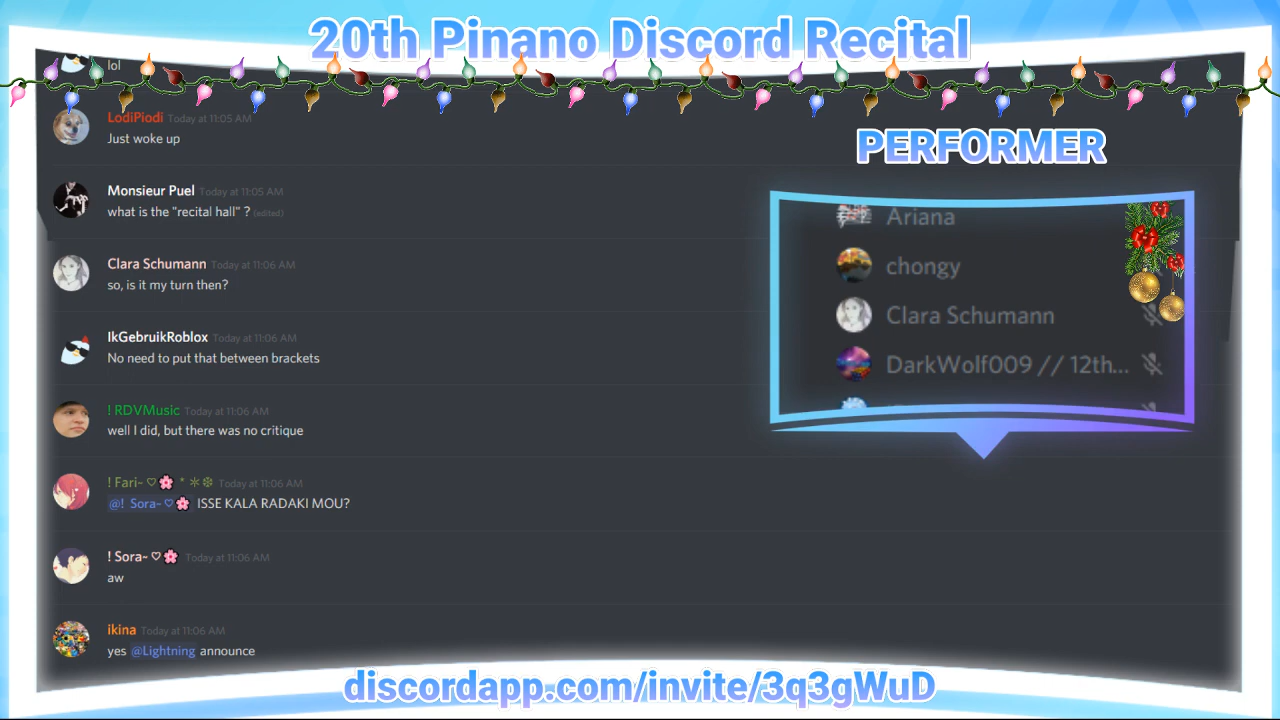 20th Pinano Discord Recital
lol
LodiPiodi Today at 11:05 AM
Just woke up
Monsieur Puel Today at 11:05 AM
what is the "recital hall" ? (edited)
Clara Schumann Today at 11:06 AM
so, is it my turn then?
IkGebruikRoblox Today at 11:06 AM
No need to put that between brackets
! RDVMusic Today at 11:06 AM
well I did, but there was no critique
! Fari~ ♡🌸 * ✳❄ Today at 11:06 AM
@! Sora~ ♡🌸 ISSE KALA RADAKI MOU?
! Sora~ ♡🌸 Today at 11:06 AM
aw
ikina Today at 11:06 AM
yes @Lightning announce
PERFORMER
Ariana
chongy
Clara Schumann
DarkWolf009 // 12th...
discordapp.com/invite/3q3gWuD